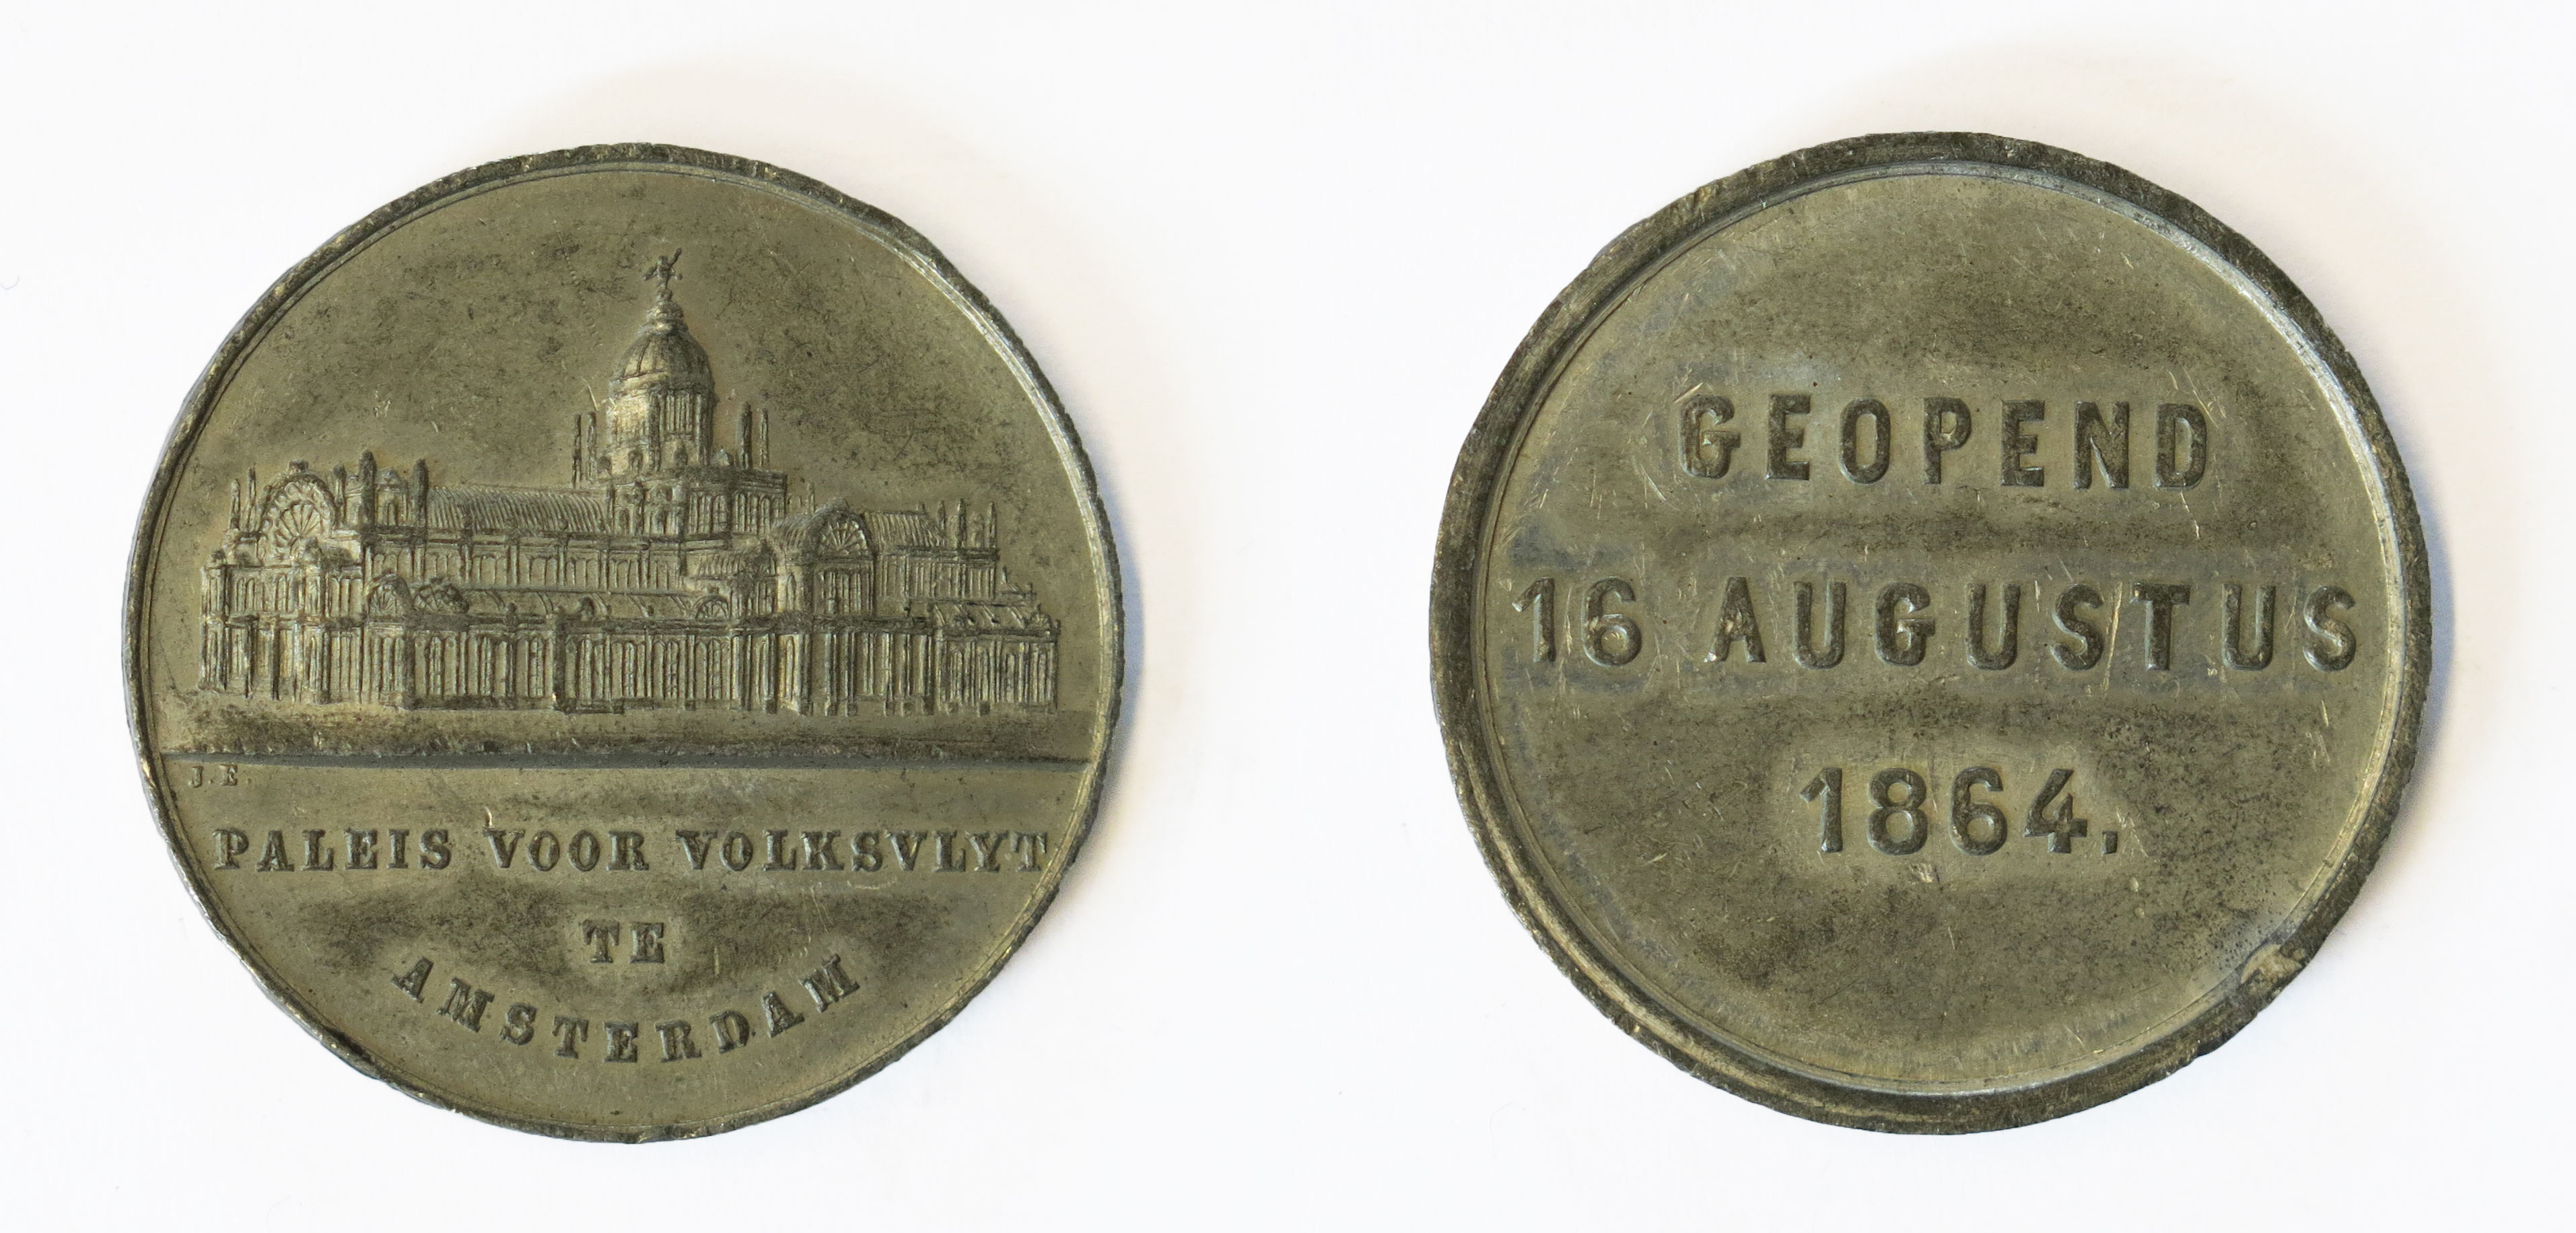 J. E.
PALEIS VOOR VOLKSVLYT
TE
AMSTERDAM
GEOPEND
16 AUGUSTUS
1864.